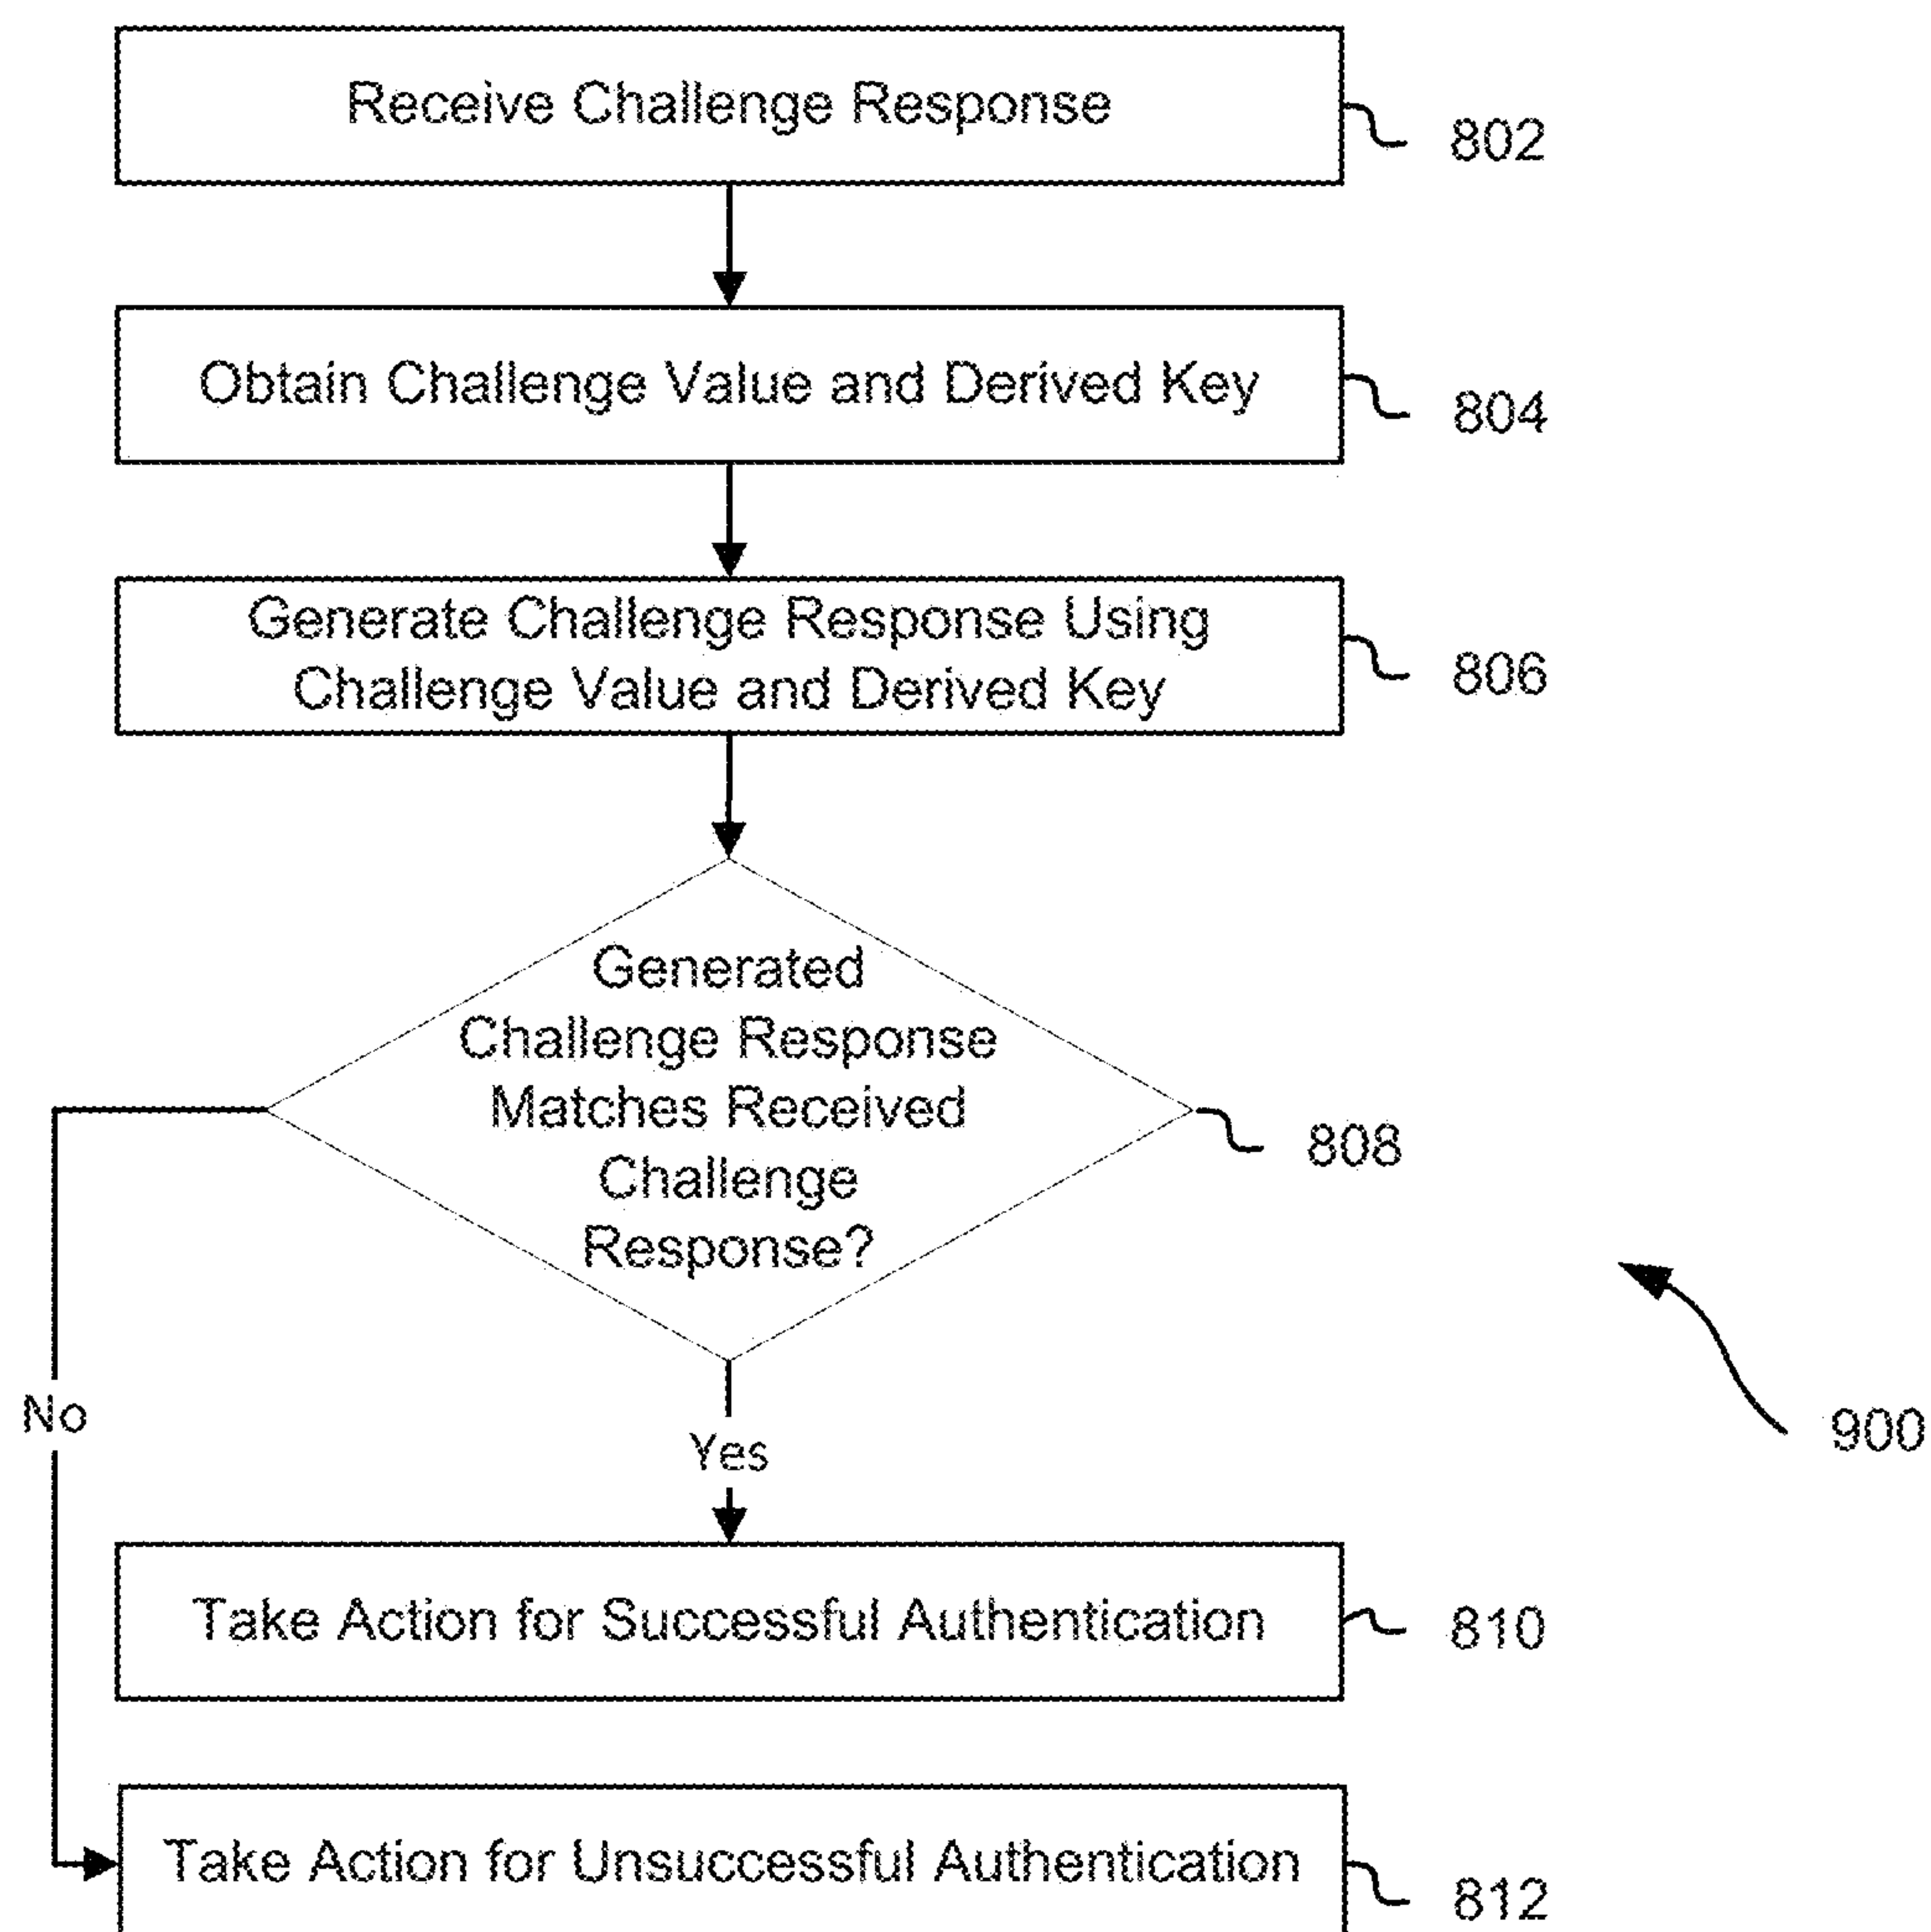 Receive Challenge Response
802
Obtain Challenge Value and Derived Key
804
Generate Challenge Response Using
Challenge Value and Derived Key
806
Generated
Challenge Response
Matches Received
Challenge
Response?
808
No
Yes
900
Take Action for Successful Authentication
810
Take Action for Unsuccessful Authentication
812